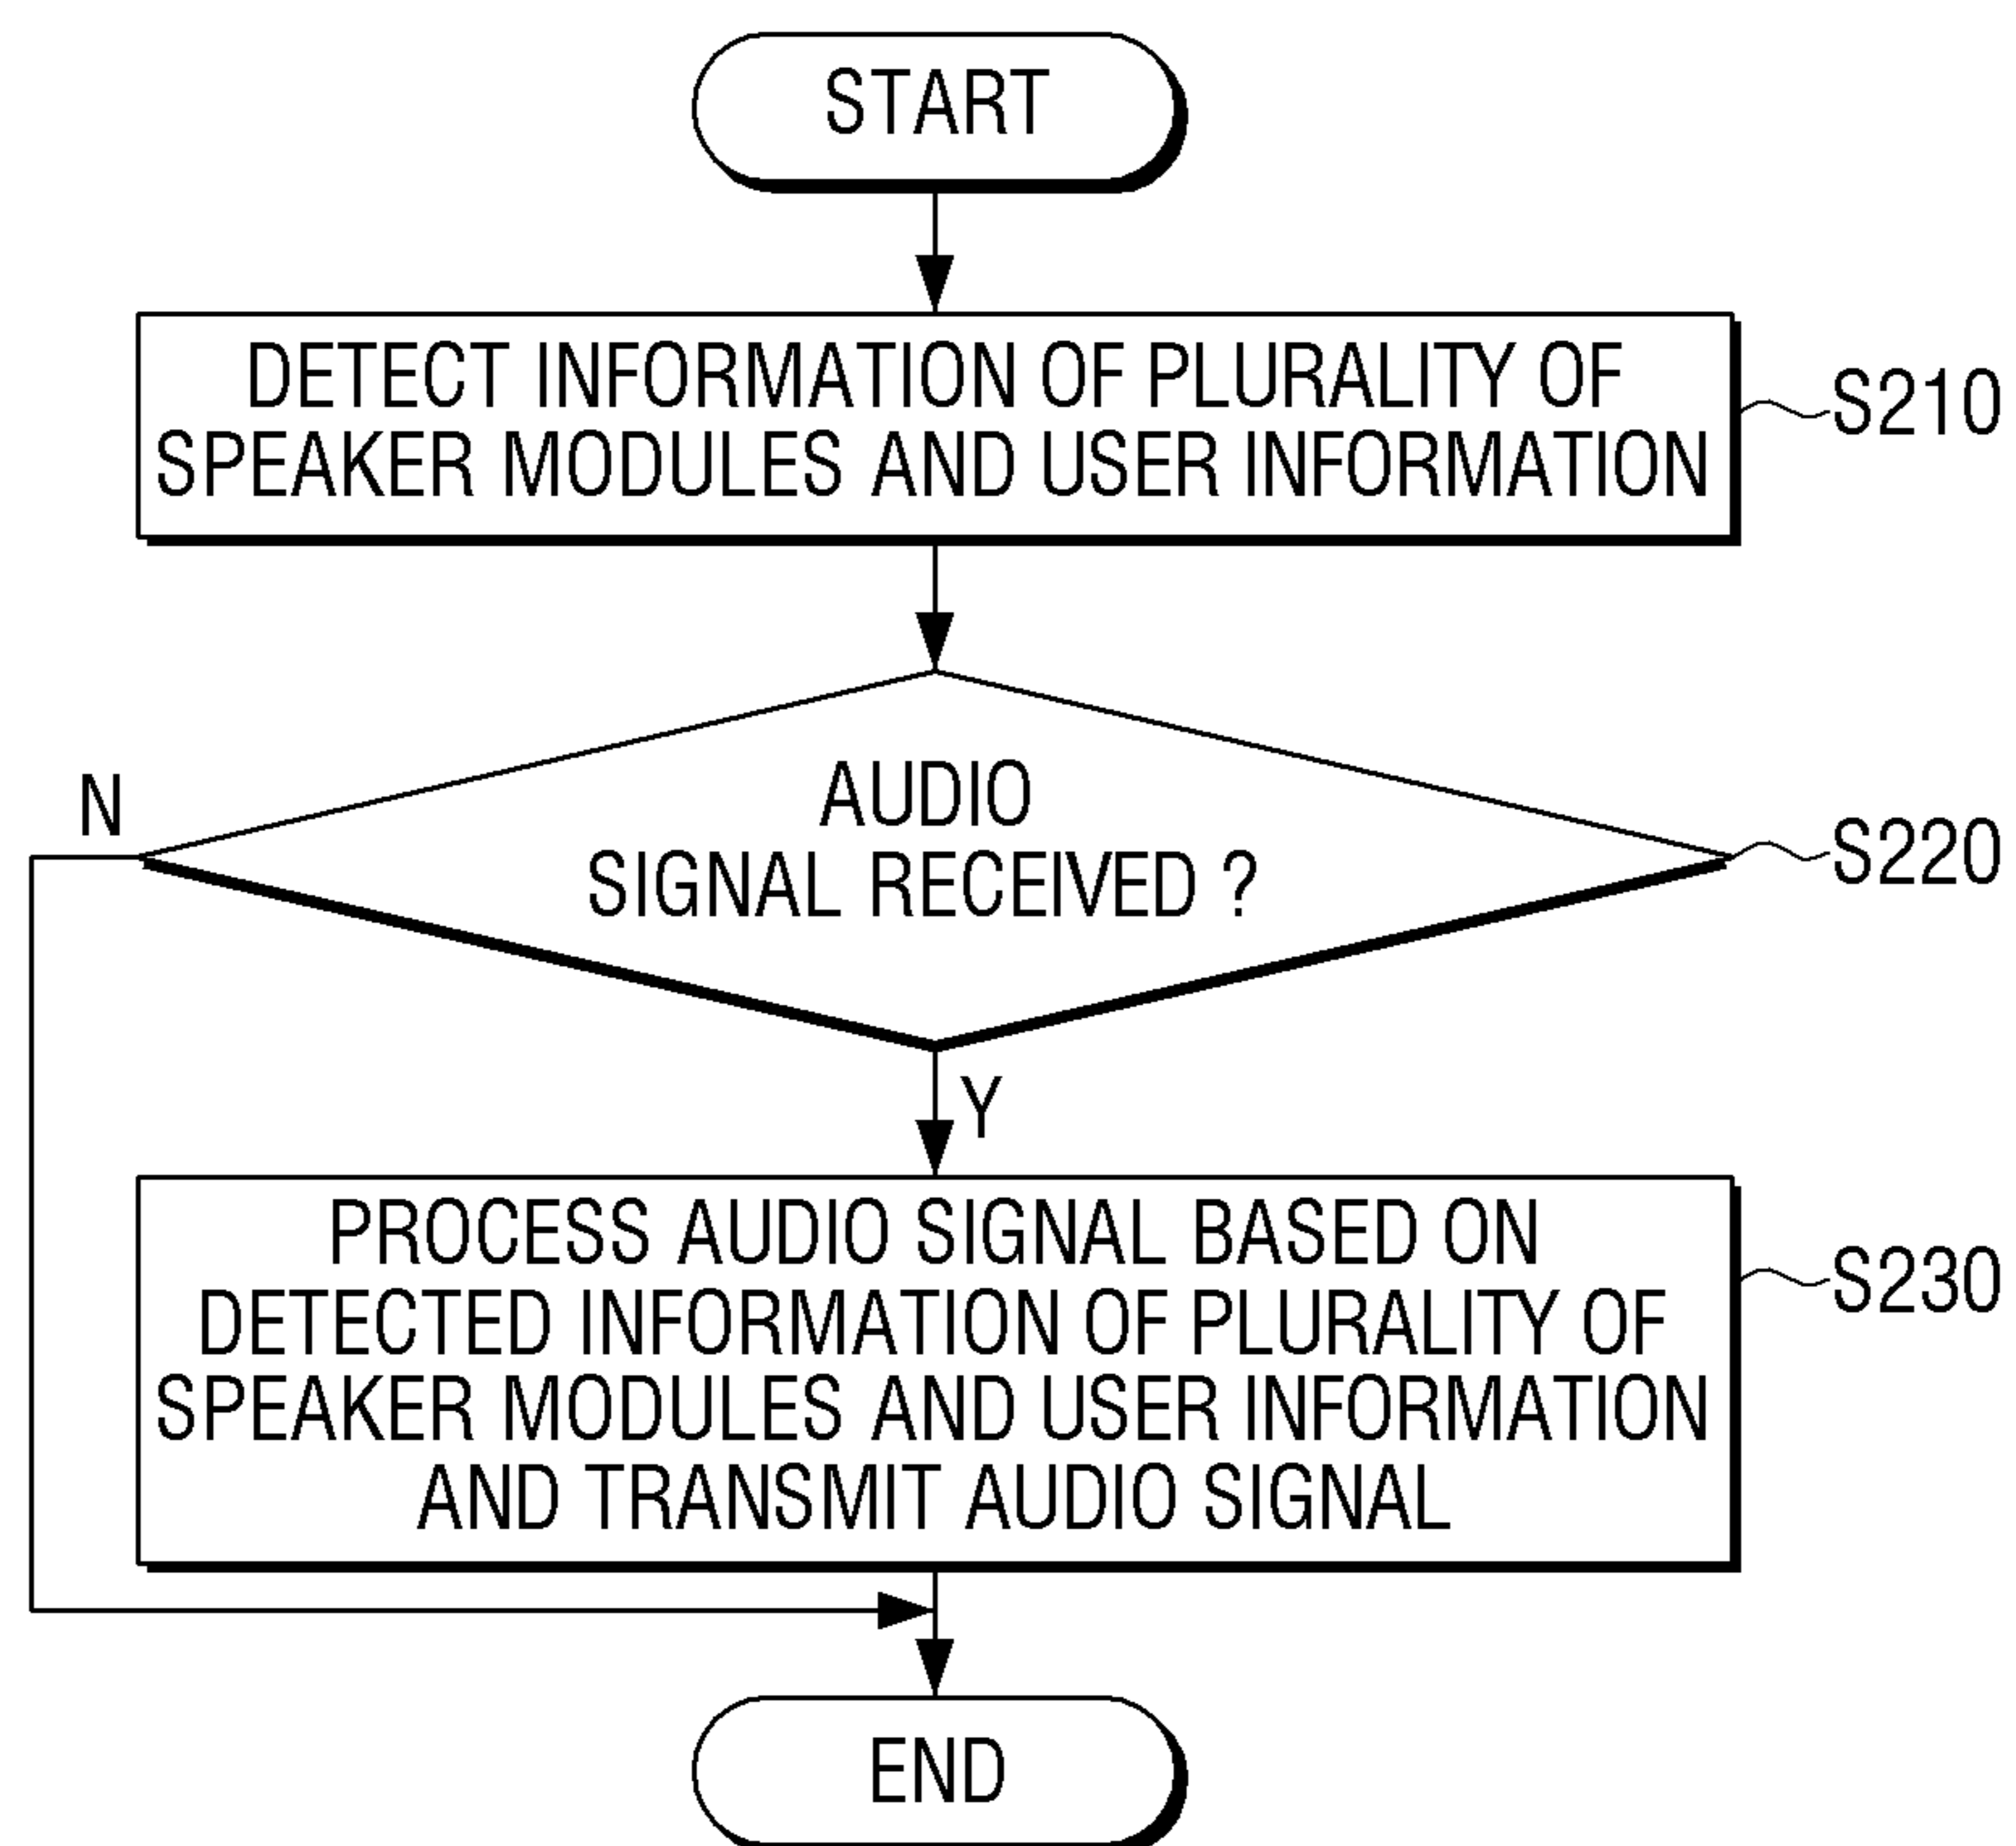 START
DETECT INFORMATION OF PLURALITY OF
SPEAKER MODULES AND USER INFORMATION
S210
AUDIO
SIGNAL RECEIVED ?
S220
N
Y
PROCESS AUDIO SIGNAL BASED ON
DETECTED INFORMATION OF PLURALITY OF
SPEAKER MODULES AND USER INFORMATION
AND TRANSMIT AUDIO SIGNAL
S230
END